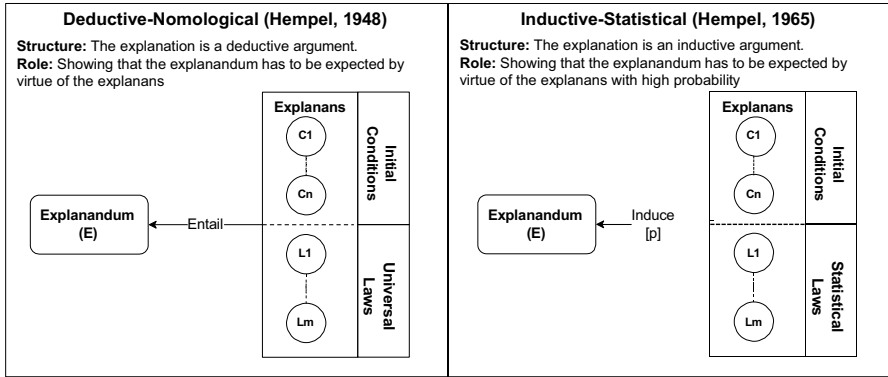 Deductive-Nomological (Hempel, 1948)
Structure: The explanation is a deductive argument.
Role: Showing that the explanandum has to be expected by
virtue of the explanans
Explanans
C1
Cn
Initial
Conditions
Explanandum
(E)
Entail
L1
Lm
Universal
Laws
Inductive-Statistical (Hempel, 1965)
Structure: The explanation is an inductive argument.
Role: Showing that the explanandum has to be expected by
virtue of the explanans with high probability
Explanans
C1
Cn
Initial
Conditions
Explanandum
(E)
Induce
[p]
L1
Lm
Statistical
Laws